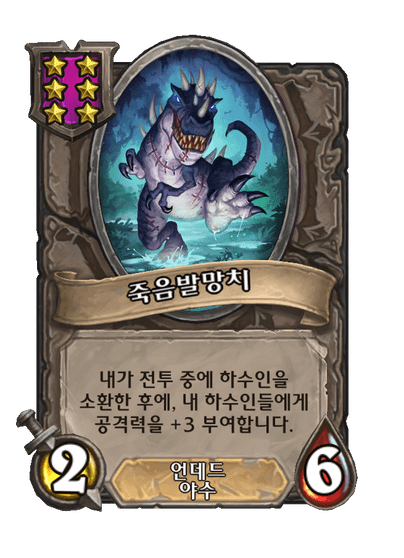 죽음발망치
내가 전투 중에 하수인을
소환한 후에, 내 하수인들에게
공격력을 +3 부여합니다.
언데드
야수
2
6